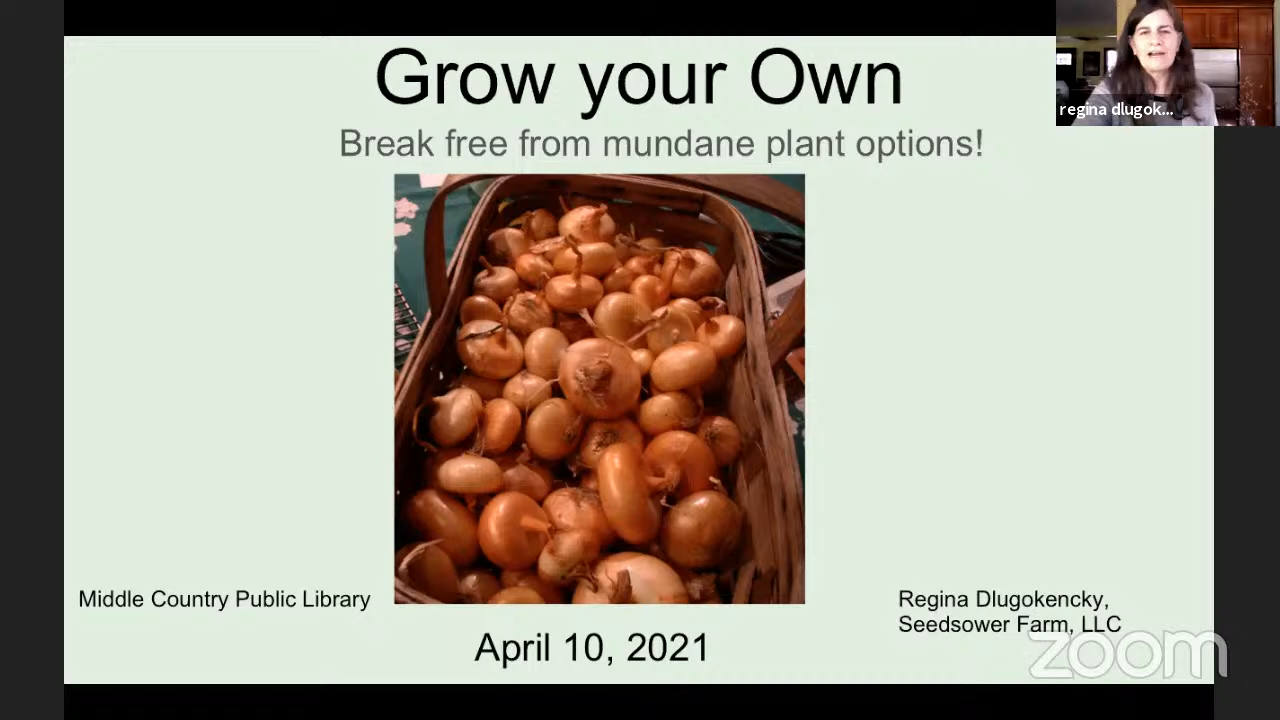 Grow your Own
regina dlugok...
Break free from mundane plant options!
Middle Country Public Library
Regina Dlugokencky,
Seedsower Farm, LLC
April 10, 2021
zoom